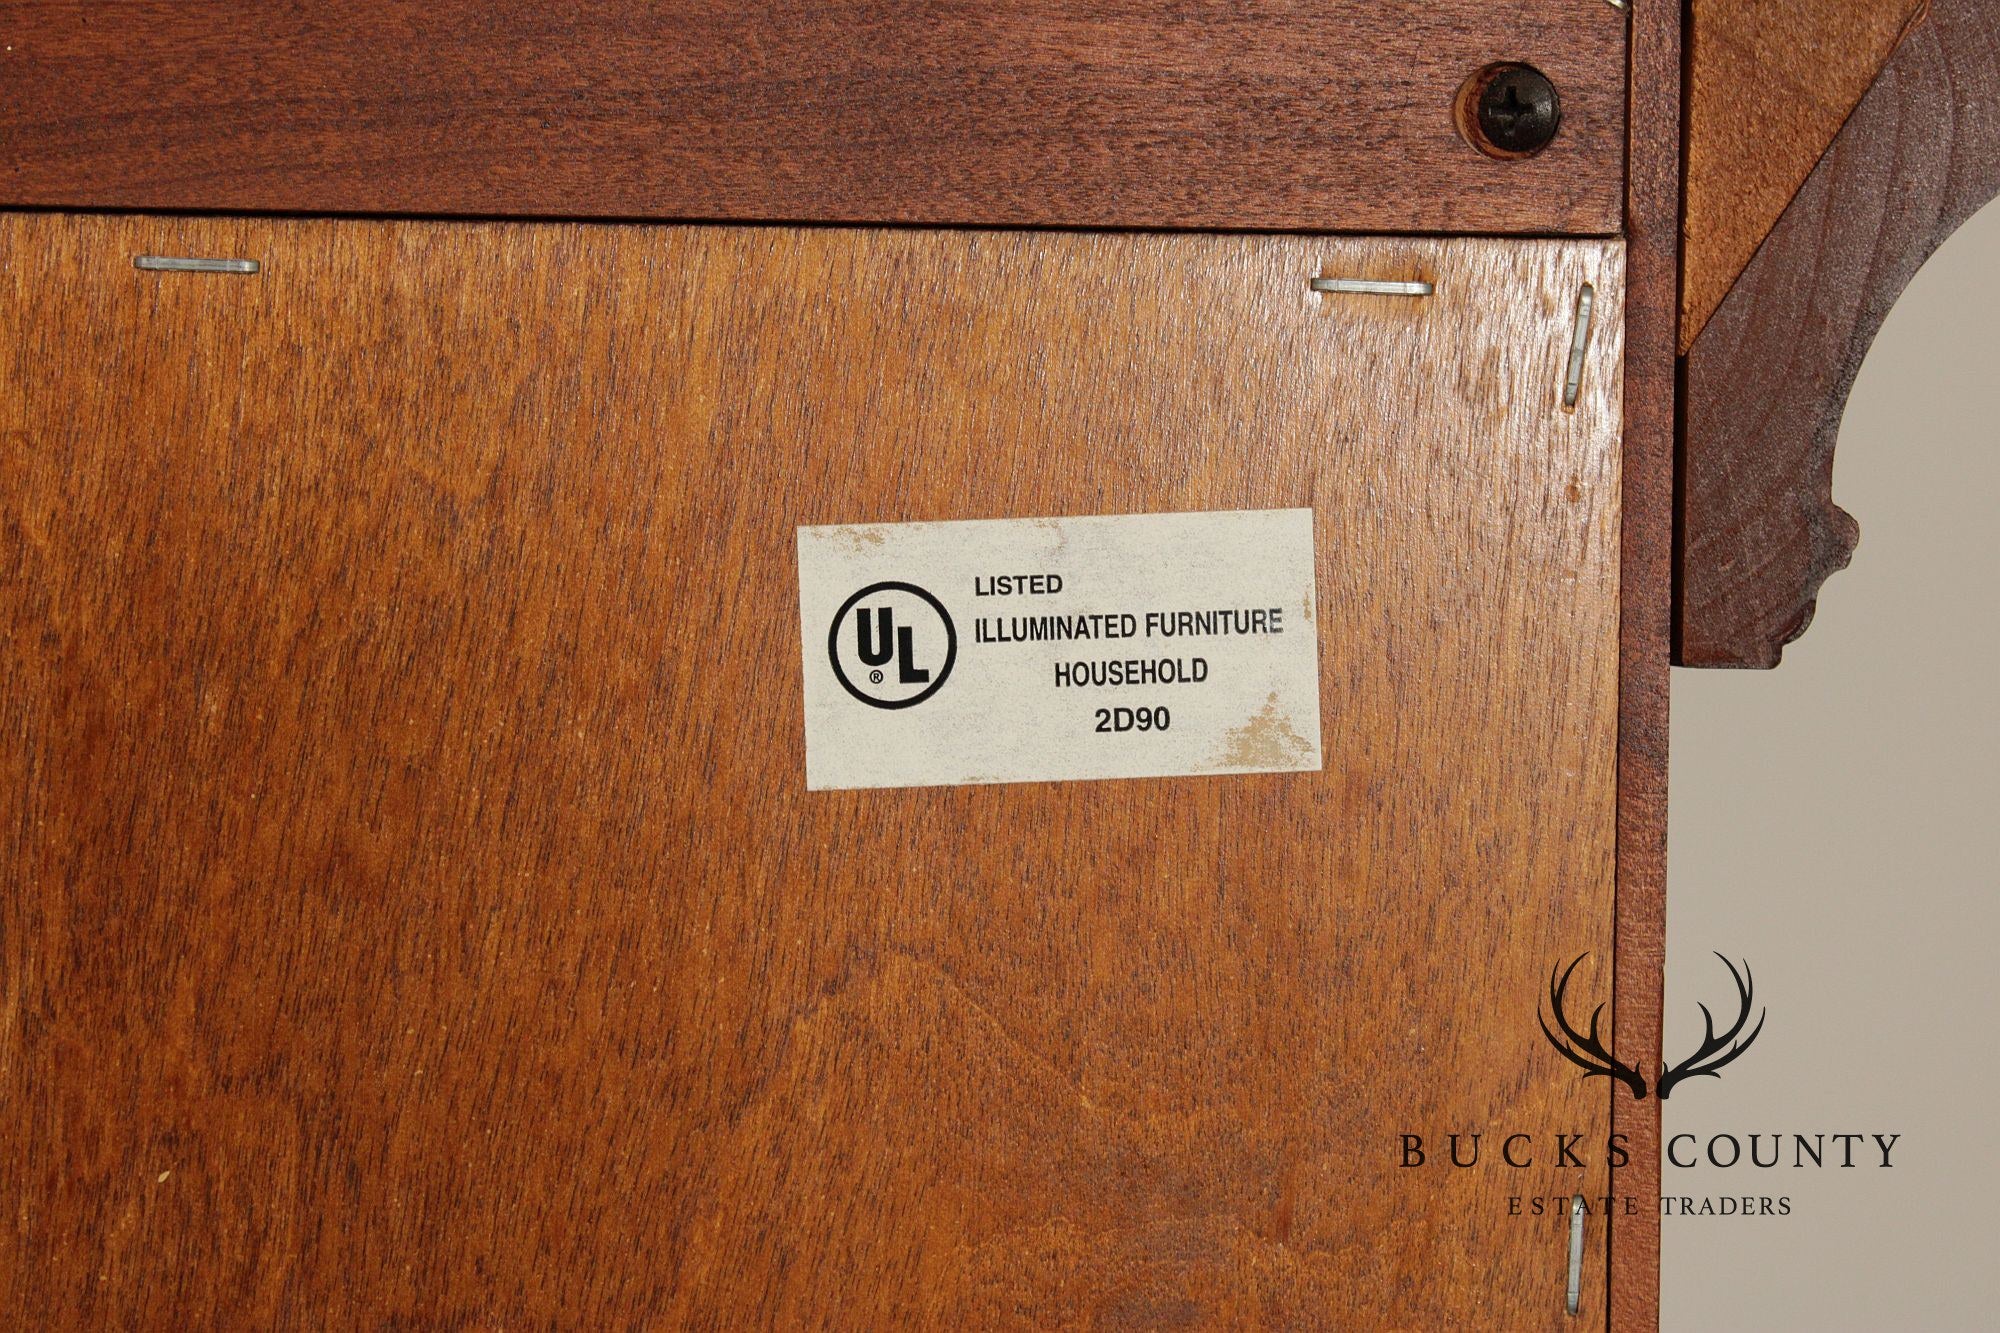 LISTED
ILLUMINATED FURNITURE
HOUSEHOLD
2D90
UL
®
BUCKS COUNTY
ESTATE TRADERS